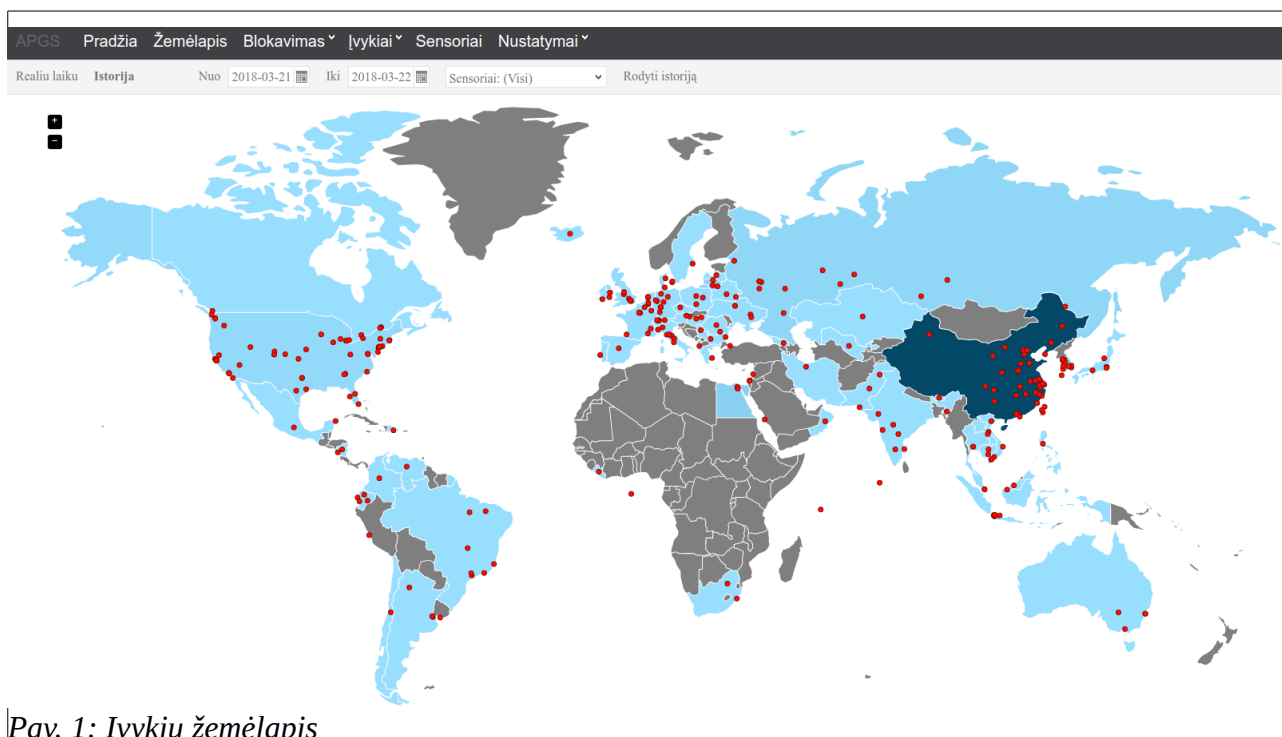 APGS Pradžia Žemėlapis Blokavimas Įvykiai Sensoriai Nustatymai
Realiu laiku Istorija Nuo 2018-03-21 Iki 2018-03-22 Sensoriai: (Visi) Rodyti istoriją
+
−
Pav. 1: Įvykių žemėlapis